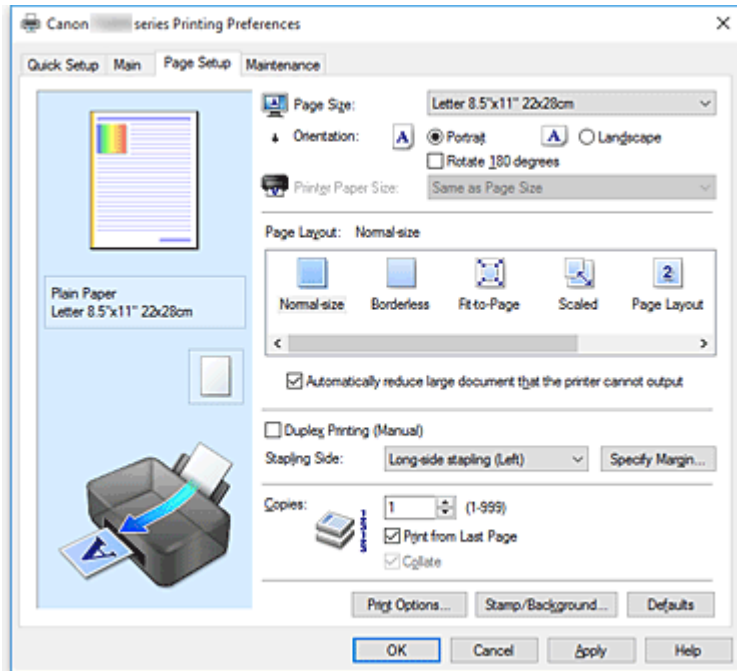 Canon series Printing Preferences
Quick Setup Main Page Setup Maintenance
Page Size: Letter 8.5"x11" 22x28cm
Orientation: A Portrait A Landscape
Rotate 180 degrees
Printer Paper Size: Same as Page Size
Page Layout: Normal-size
2
Normal-size Borderless Fit-to-Page Scaled Page Layout
Plain Paper
Letter 8.5"x11" 22x28cm
Automatically reduce large document that the printer cannot output
Duplex Printing (Manual)
Stapling Side: Long-side stapling (Left) Specify Margin...
Copies: 1 (1-999)
Print from Last Page
Collate
A
Print Options... Stamp/Background... Defaults
OK Cancel Apply Help